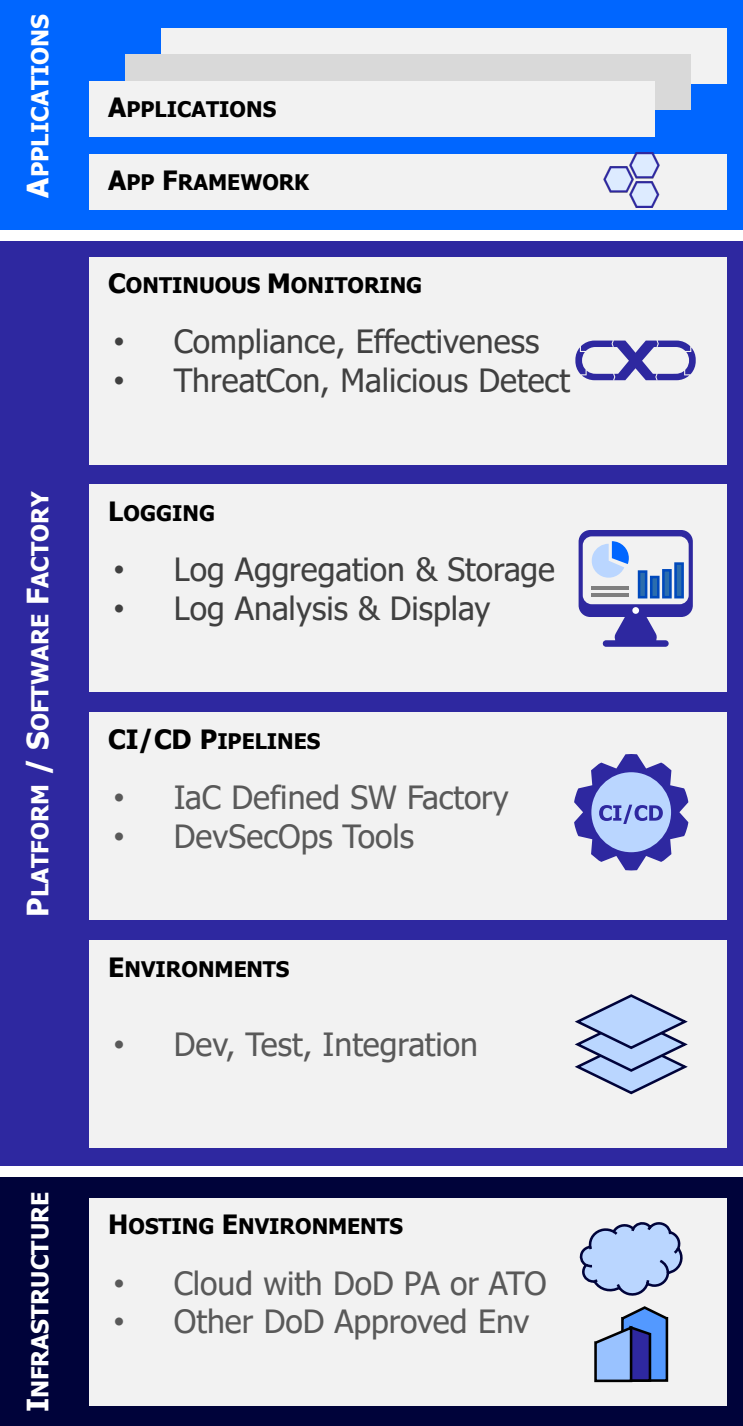 APPLICATIONS
APPLICATIONS
APP FRAMEWORK
PLATFORM / SOFTWARE FACTORY
CONTINUOUS MONITORING
• Compliance, Effectiveness
• ThreatCon, Malicious Detect
LOGGING
• Log Aggregation & Storage
• Log Analysis & Display
CI/CD PIPELINES
• IaC Defined SW Factory
• DevSecOps Tools
CI/CD
ENVIRONMENTS
• Dev, Test, Integration
INFRASTRUCTURE
HOSTING ENVIRONMENTS
• Cloud with DoD PA or ATO
• Other DoD Approved Env